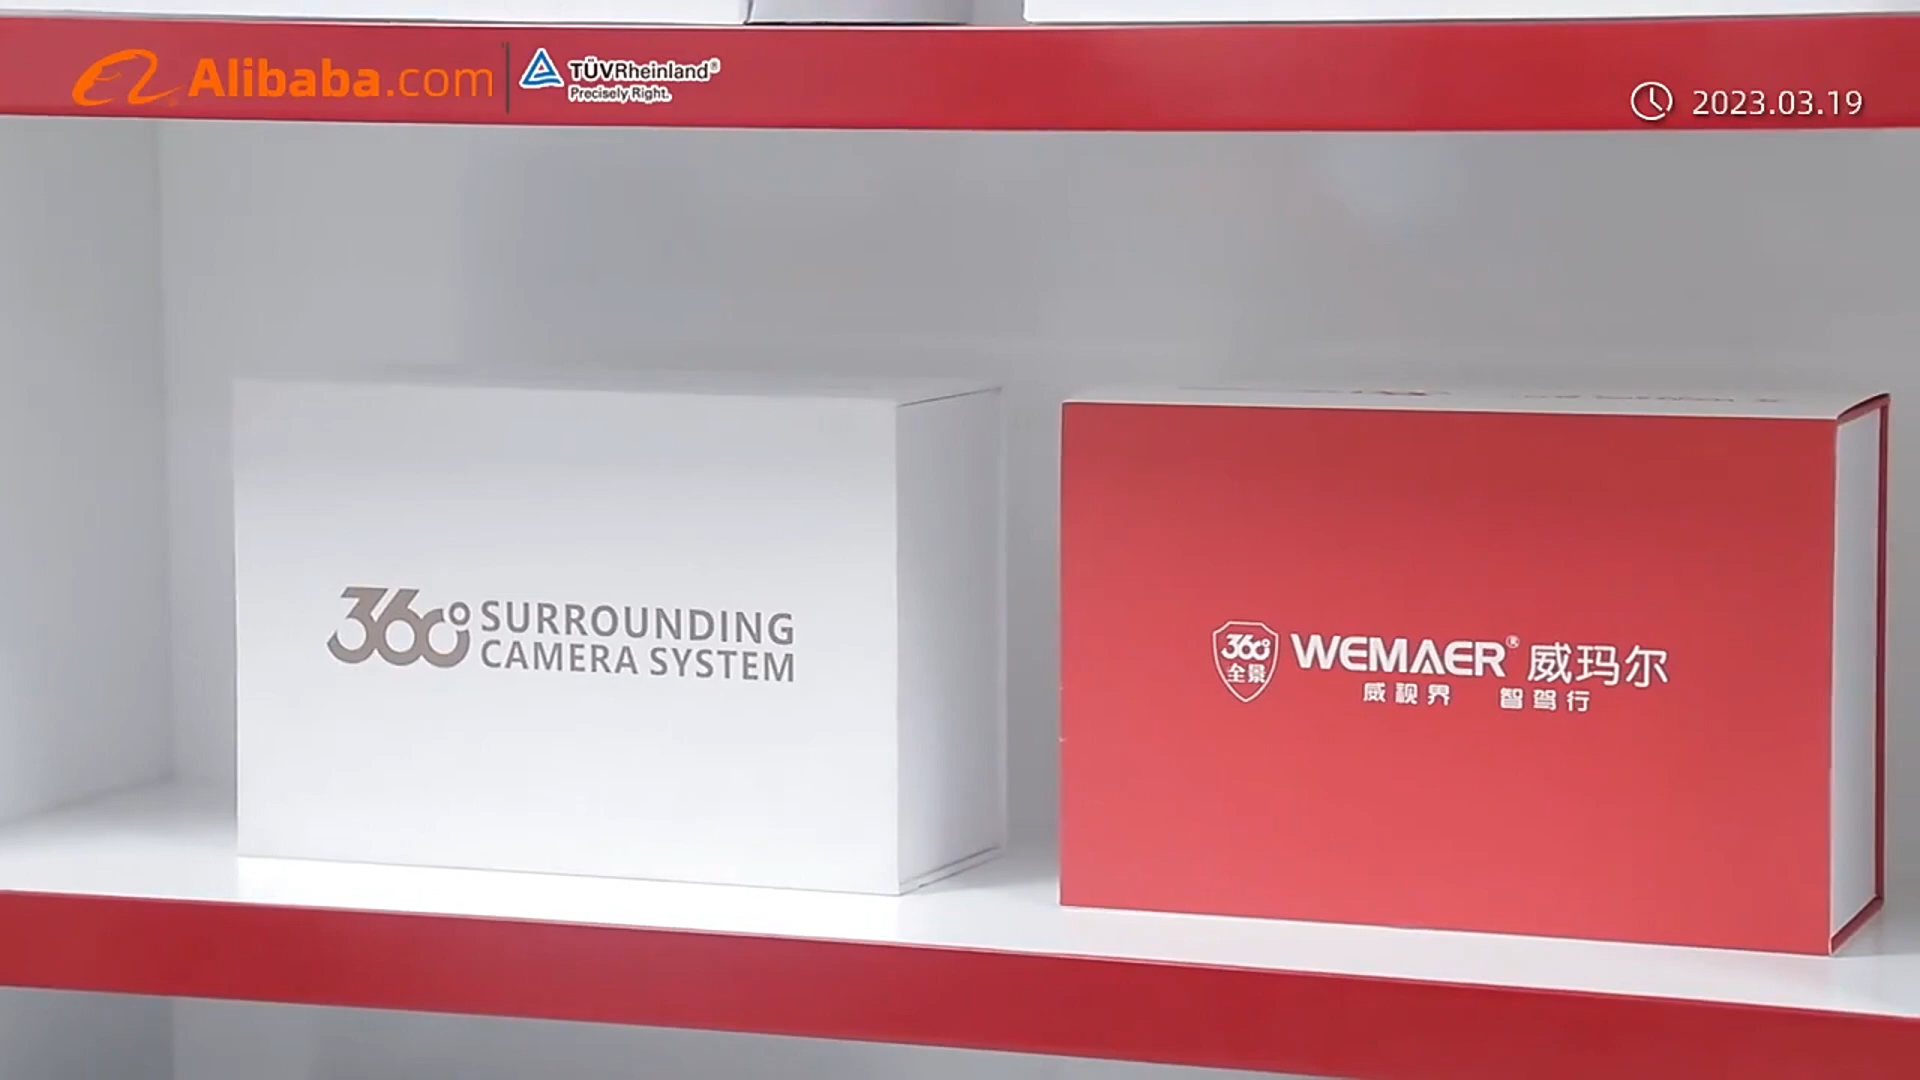 Alibaba.com
TÜVRheinland®
Precisely Right.
2023.03.19
360° SURROUNDING
CAMERA SYSTEM
360°
全景
WEMAER® 威玛尔
威视界 智驾行